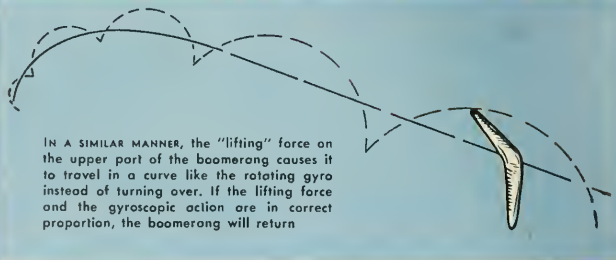 IN A SIMILAR MANNER, the "lifting" force on
the upper part of the boomerang causes it
to travel in a curve like the rotating gyro
instead of turning over. If the lifting force
and the gyroscopic action are in correct
proportion, the boomerang will return